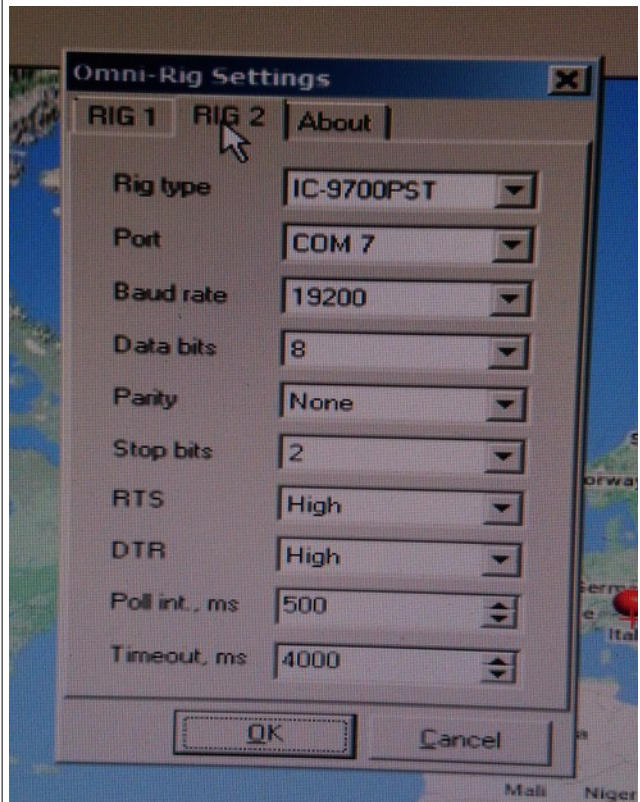 Omni-Rig Settings
RIG 1 RIG 2 About
Rig type IC-9700PST
Port COM 7
Baud rate 19200
Data bits 8
Parity None
Stop bits 2
RTS High
DTR High
Poll int., ms 500
Timeout, ms 4000
OK Cancel
Mali Niger